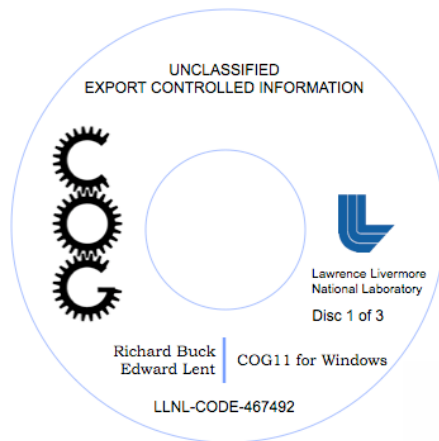 UNCLASSIFIED
EXPORT CONTROLLED INFORMATION
COG
Lawrence Livermore
National Laboratory
Disc 1 of 3
Richard Buck
Edward Lent
COG11 for Windows
LLNL-CODE-467492